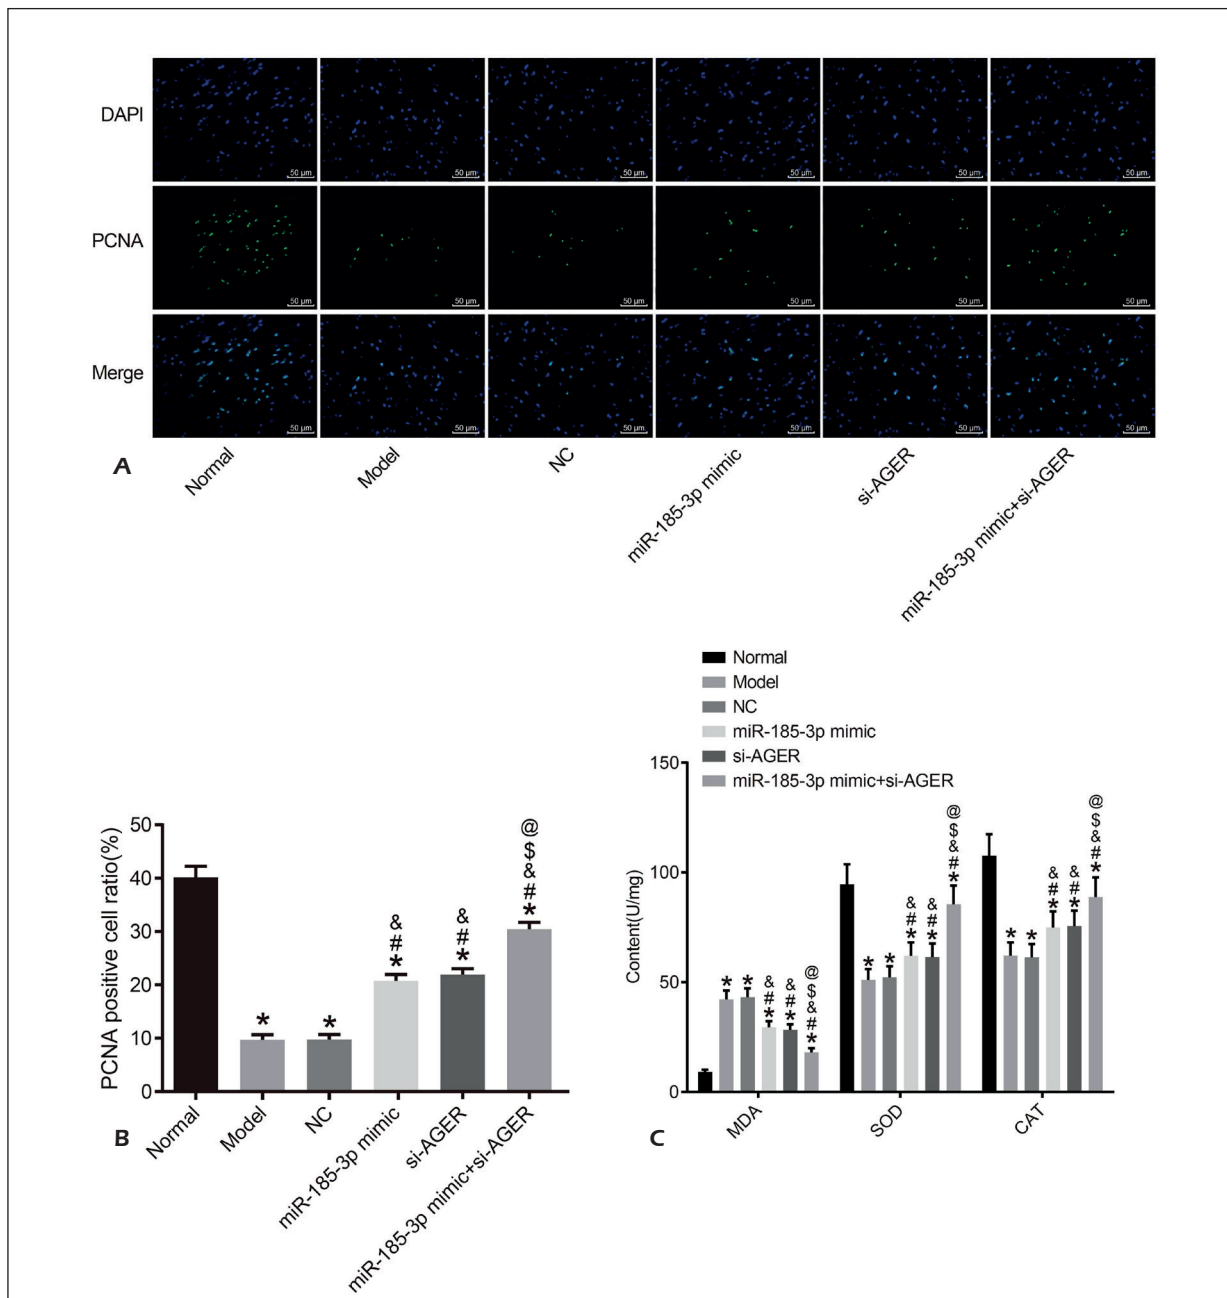 DAPI
50 µm
50 µm
50 µm
50 µm
50 µm
50 µm
PCNA
50 µm
50 µm
50 µm
50 µm
50 µm
50 µm
Merge
50 µm
50 µm
50 µm
50 µm
50 µm
50 µm
A
Normal
Model
NC
miR-185-3p mimic
si-AGER
miR-185-3p mimic+si-AGER
PCNA positive cell ratio(%)
50
40
30
20
10
0
*
*
&
#
*
&
#
*
@
$
&
#
*
Normal
Model
NC
miR-185-3p mimic
si-AGER
miR-185-3p mimic+si-AGER
B
Normal
Model
NC
miR-185-3p mimic
si-AGER
miR-185-3p mimic+si-AGER
Content(U/mg)
150
100
50
0
*
*
*#&
*#&
*#&$@
*
*
*#&
*#&
*#&$@
*
*
*#&
*#&
*#&$@
MDA
SOD
CAT
C